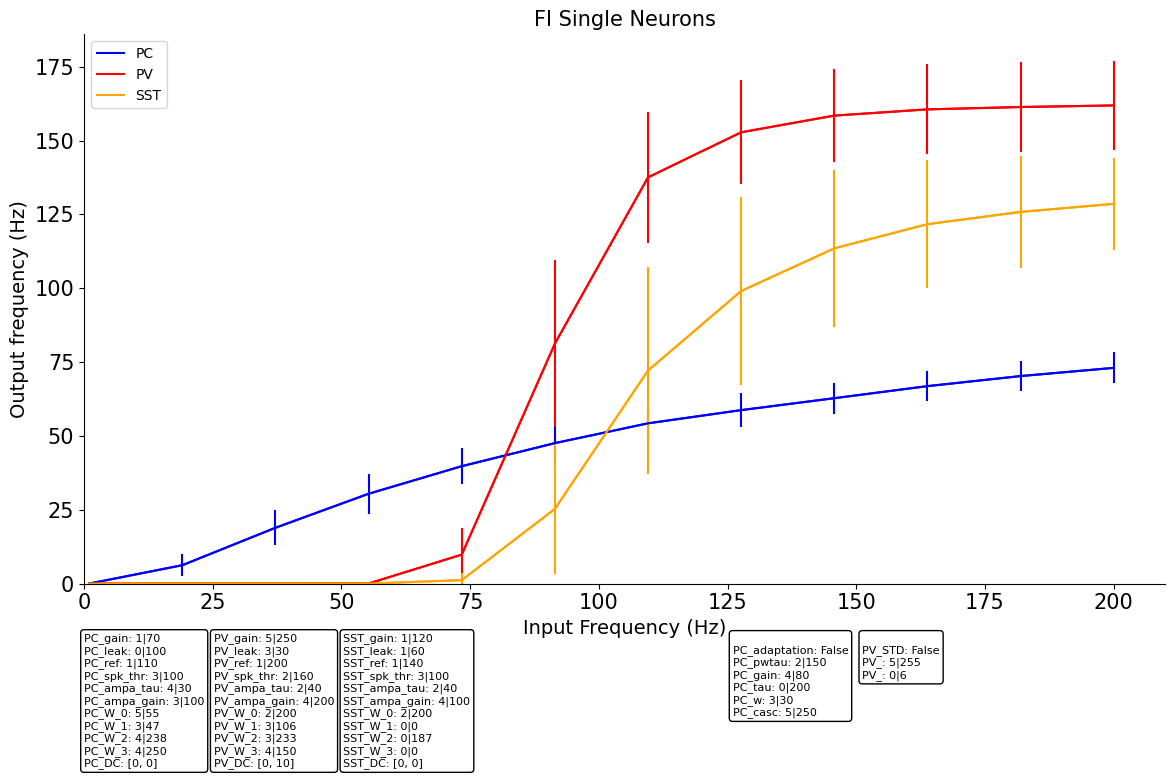 FI Single Neurons
PC
PV
SST
Output frequency (Hz)
175
150
125
100
75
50
25
0
0 25 50 75 100 125 150 175 200
Input Frequency (Hz)
PC_gain: 1|70
PC_leak: 0|100
PC_ref: 1|110
PC_spk_thr: 3|100
PC_ampa_tau: 4|30
PC_ampa_gain: 3|100
PC_W_0: 5|55
PC_W_1: 3|47
PC_W_2: 4|238
PC_W_3: 4|250
PC_DC: [0, 0]
PV_gain: 5|250
PV_leak: 3|30
PV_ref: 1|200
PV_spk_thr: 2|160
PV_ampa_tau: 2|40
PV_ampa_gain: 4|200
PV_W_0: 2|200
PV_W_1: 3|106
PV_W_2: 3|233
PV_W_3: 4|150
PV_DC: [0, 10]
SST_gain: 1|120
SST_leak: 1|60
SST_ref: 1|140
SST_spk_thr: 3|100
SST_ampa_tau: 2|40
SST_ampa_gain: 4|100
SST_W_0: 2|200
SST_W_1: 0|0
SST_W_2: 0|187
SST_W_3: 0|0
SST_DC: [0, 0]
PC_adaptation: False
PC_pwtau: 2|150
PC_gain: 4|80
PC_tau: 0|200
PC_w: 3|30
PC_casc: 5|250
PV_STD: False
PV_: 5|255
PV_: 0|6